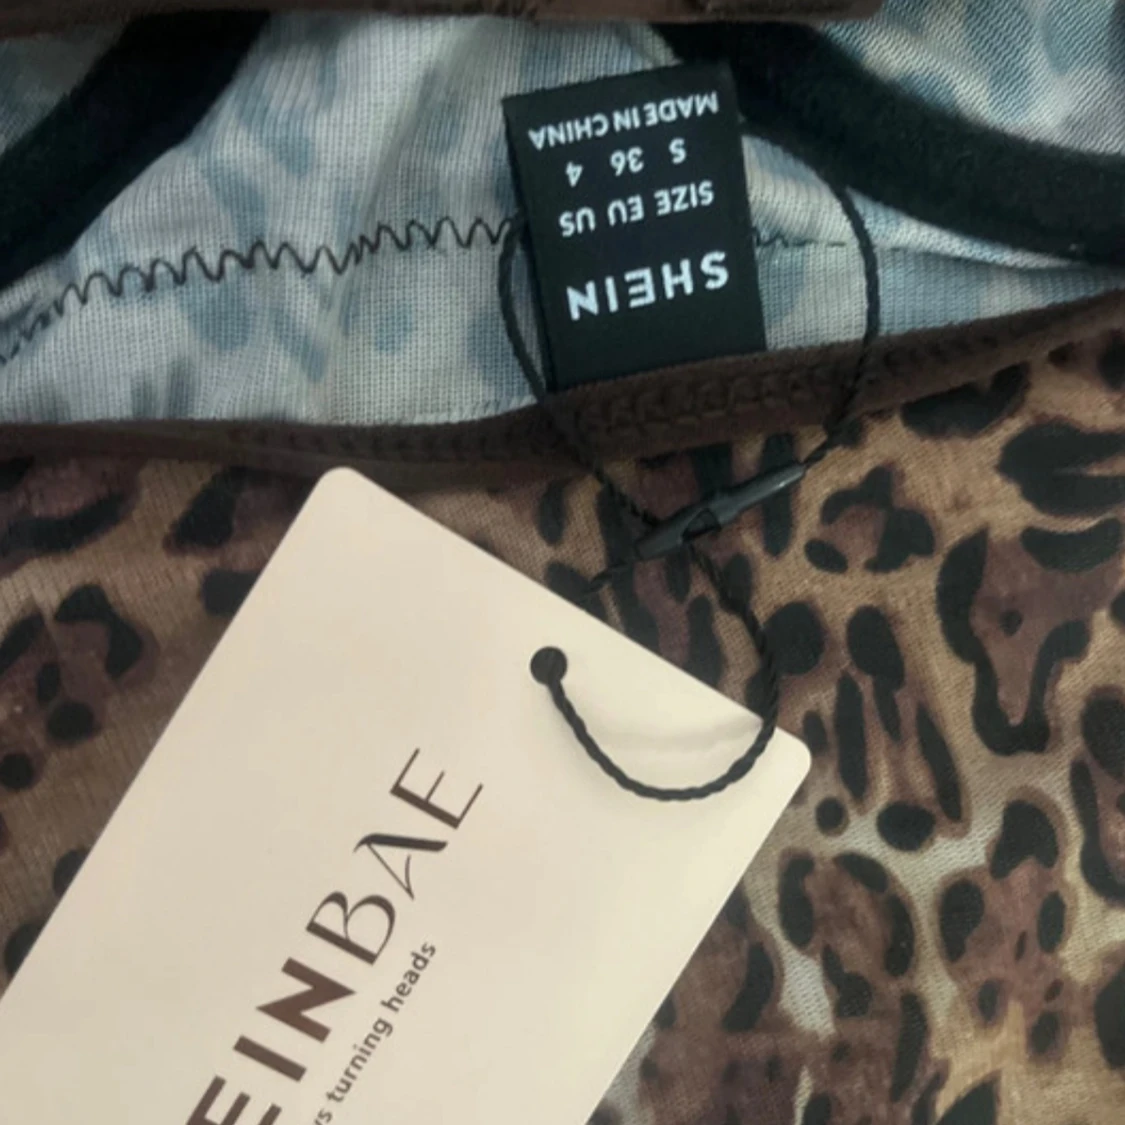 SHEIN
SIZE EU US
S 36 4
MADE IN CHINA
EINBAE
turning heads